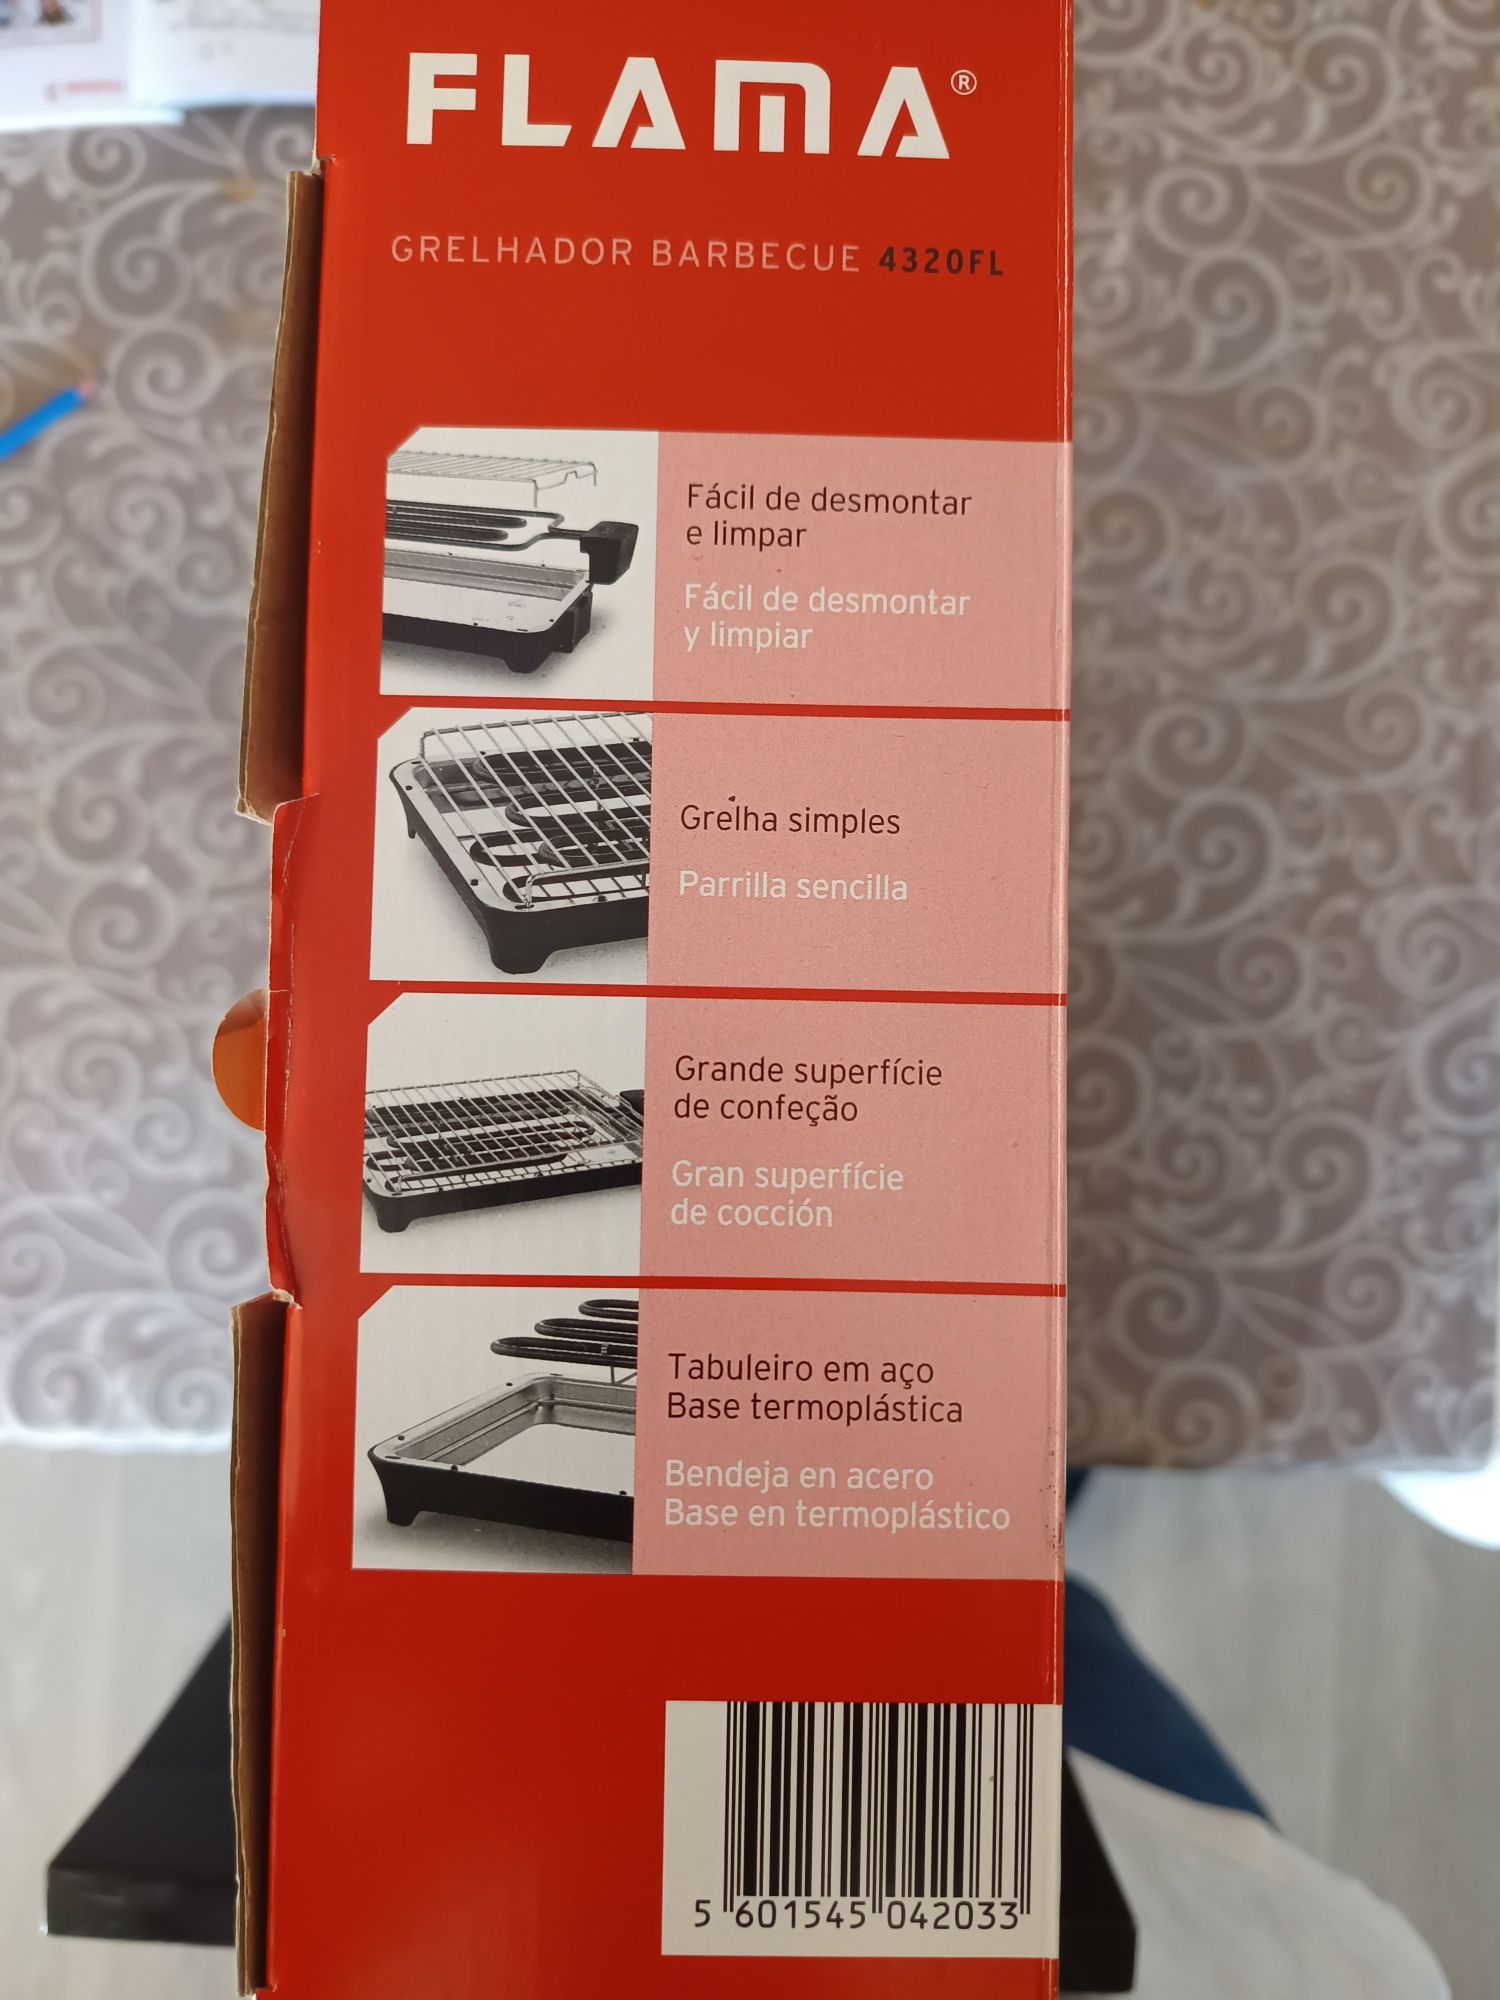 FLAMA®
GRELHADOR BARBECUE 4320FL
Fácil de desmontar
e limpar
Fácil de desmontar
y limpiar
Grelha simples
Parrilla sencilla
Grande superfície
de confeção
Gran superfície
de cocción
Tabuleiro em aço
Base termoplástica
Bendeja en acero
Base en termoplástico
5 601545 042033